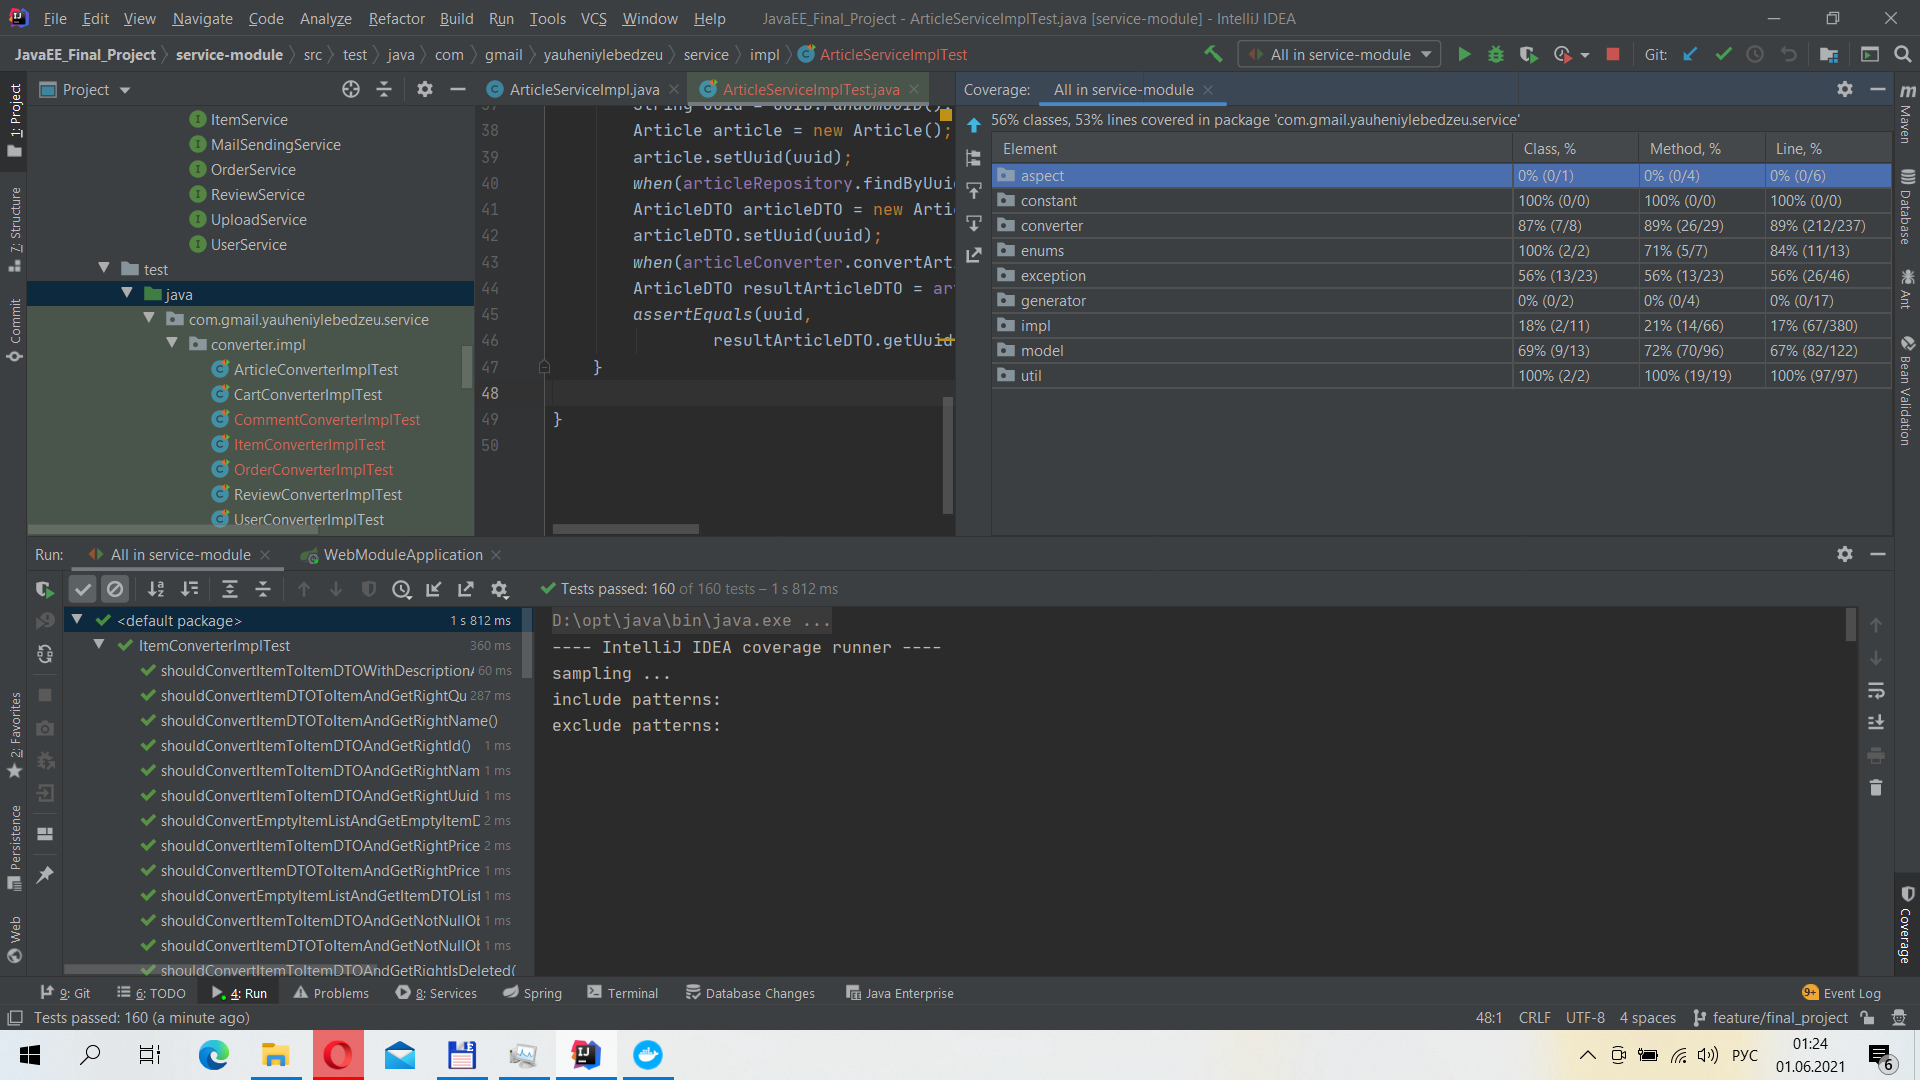 File Edit View Navigate Code Analyze Refactor Build Run Tools VCS Window Help JavaEE_Final_Project - ArticleServiceImplTest.java [service-module] - IntelliJ IDEA
JavaEE_Final_Project service-module src test java com gmail yauheniylebedzeu service impl ArticleServiceImplTest All in service-module Git:
1: Project
7: Structure
Commit
2: Favorites
Persistence
Web
Project
ItemService
MailSendingService
OrderService
ReviewService
UploadService
UserService
test
java
com.gmail.yauheniylebedzeu.service
converter.impl
ArticleConverterImplTest
CartConverterImplTest
CommentConverterImplTest
ItemConverterImplTest
OrderConverterImplTest
ReviewConverterImplTest
UserConverterImplTest
ArticleServiceImpl.java ArticleServiceImplTest.java
37 String uuid = UUID.randomUUID().
38 Article article = new Article();
39 article.setUuid(uuid);
40 when(articleRepository.findByUuid
41 ArticleDTO articleDTO = new Arti
42 articleDTO.setUuid(uuid);
43 when(articleConverter.convertArti
44 ArticleDTO resultArticleDTO = ar
45 assertEquals(uuid,
46 resultArticleDTO.getUuid
47 }
48
49 }
50
Coverage: All in service-module
56% classes, 53% lines covered in package 'com.gmail.yauheniylebedzeu.service'
Element Class, % Method, % Line, %
aspect 0% (0/1) 0% (0/4) 0% (0/6)
constant 100% (0/0) 100% (0/0) 100% (0/0)
converter 87% (7/8) 89% (26/29) 89% (212/237)
enums 100% (2/2) 71% (5/7) 84% (11/13)
exception 56% (13/23) 56% (13/23) 56% (26/46)
generator 0% (0/2) 0% (0/4) 0% (0/17)
impl 18% (2/11) 21% (14/66) 17% (67/380)
model 69% (9/13) 72% (70/96) 67% (82/122)
util 100% (2/2) 100% (19/19) 100% (97/97)
Maven
Database
Ant
Bean Validation
Coverage
Run: All in service-module WebModuleApplication
Tests passed: 160 of 160 tests – 1 s 812 ms
<default package> 1 s 812 ms
ItemConverterImplTest 360 ms
shouldConvertItemToItemDTOWithDescriptionA 60 ms
shouldConvertItemDTOToItemAndGetRightQu 287 ms
shouldConvertItemDTOToItemAndGetRightName()
shouldConvertItemToItemDTOAndGetRightId() 1 ms
shouldConvertItemToItemDTOAndGetRightNam 1 ms
shouldConvertItemToItemDTOAndGetRightUuid 1 ms
shouldConvertEmptyItemListAndGetEmptyItemD 2 ms
shouldConvertItemToItemDTOAndGetRightPrice 2 ms
shouldConvertItemDTOToItemAndGetRightPrice 1 ms
shouldConvertEmptyItemListAndGetItemDTOList 1 ms
shouldConvertItemToItemDTOAndGetNotNullOb 1 ms
shouldConvertItemDTOToItemAndGetNotNullOb 1 ms
shouldConvertItemToItemDTOAndGetRightIsDeleted(
D:\opt\java\bin\java.exe ...
---- IntelliJ IDEA coverage runner ----
sampling ...
include patterns:
exclude patterns:
9: Git 6: TODO 4: Run Problems 8: Services Spring Terminal Database Changes Java Enterprise 9+ Event Log
Tests passed: 160 (a minute ago) 48:1 CRLF UTF-8 4 spaces feature/final_project
РУС
01:24
01.06.2021
6